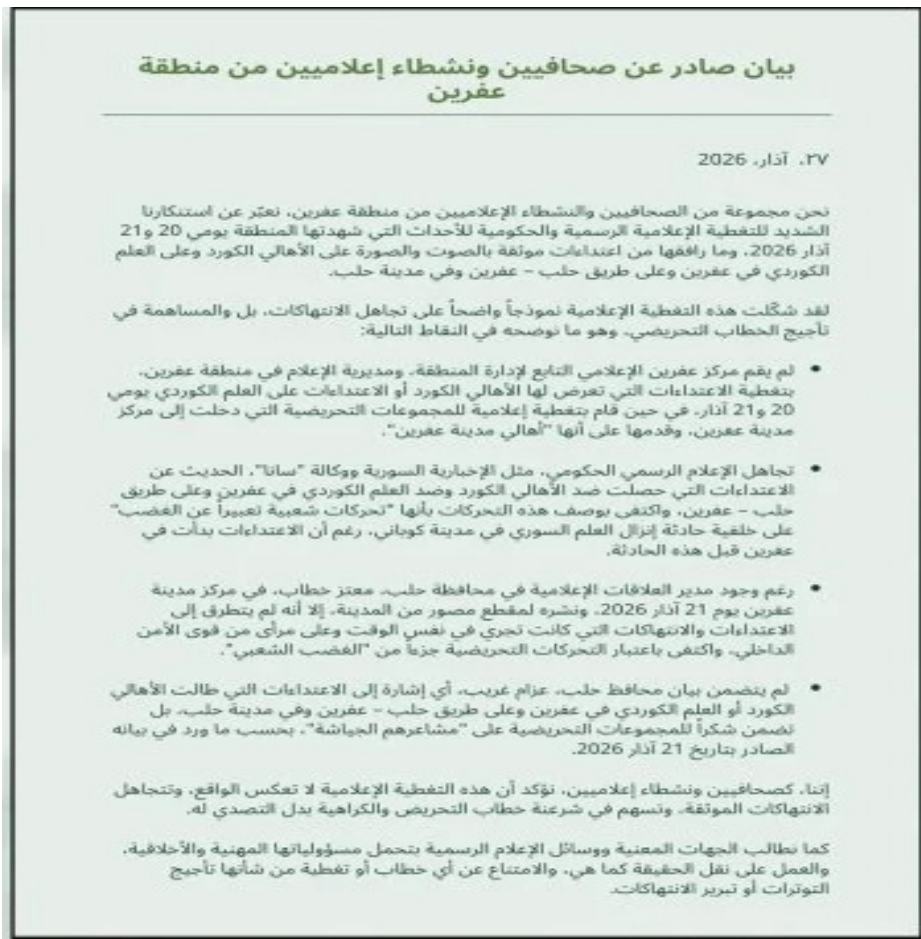 بيان صادر عن صحافيين ونشطاء إعلاميين من منطقة
عفرين
٢٧، آذار، 2026
نحن مجموعة من الصحافيين والنشطاء الإعلاميين من منطقة عفرين، نعبّر عن استنكارنا
الشديد للتغطية الإعلامية الرسمية والحكومية للأحداث التي شهدتها المنطقة يومي 20 و21
آذار 2026، وما رافقها من اعتداءات موثقة بالصوت والصورة على الأهالي الكورد وعلى العلم
الكوردي في عفرين وعلى طريق حلب – عفرين وفي مدينة حلب.
لقد شكّلت هذه التغطية الإعلامية نموذجاً واضحاً على تجاهل الانتهاكات، بل والمساهمة في
تأجيج الخطاب التحريضي، وهو ما نوضحه في النقاط التالية:
• لم يقم مركز عفرين الإعلامي التابع لإدارة المنطقة، ومديرية الإعلام في منطقة عفرين،
بتغطية الاعتداءات التي تعرض لها الأهالي الكورد أو الاعتداءات على العلم الكوردي يومي
20 و21 آذار، في حين قام بتغطية إعلامية للمجموعات التحريضية التي دخلت إلى مركز
مدينة عفرين، وقدمها على أنها "أهالي مدينة عفرين".
• تجاهل الإعلام الرسمي الحكومي، مثل الإخبارية السورية ووكالة "سانا"، الحديث عن
الاعتداءات التي حصلت ضد الأهالي الكورد وضد العلم الكوردي في عفرين وعلى طريق
حلب – عفرين، واكتفى بوصف هذه التحركات بأنها "تحركات شعبية تعبيراً عن الغضب"
على خلفية حادثة إنزال العلم السوري في مدينة كوباني، رغم أن الاعتداءات بدأت في
عفرين قبل هذه الحادثة.
• رغم وجود مدير العلاقات الإعلامية في محافظة حلب، معتز خطاب، في مركز مدينة
عفرين يوم 21 آذار 2026، ونشره لمقطع مصور من المدينة، إلا أنه لم يتطرق إلى
الاعتداءات والانتهاكات التي كانت تجري في نفس الوقت وعلى مرأى من قوى الأمن
الداخلي، واكتفى باعتبار التحركات التحريضية جزءاً من "الغضب الشعبي".
• لم يتضمن بيان محافظ حلب، عزام غريب، أي إشارة إلى الاعتداءات التي طالت الأهالي
الكورد أو العلم الكوردي في عفرين وعلى طريق حلب – عفرين وفي مدينة حلب، بل
تضمن شكراً للمجموعات التحريضية على "مشاعرهم الجياشة"، بحسب ما ورد في بيانه
الصادر بتاريخ 21 آذار 2026.
إننا، كصحافيين ونشطاء إعلاميين، نؤكد أن هذه التغطية الإعلامية لا تعكس الواقع، وتتجاهل
الانتهاكات الموثقة، وتسهم في شرعنة خطاب التحريض والكراهية بدل التصدي له.
كما نطالب الجهات المعنية ووسائل الإعلام الرسمية بتحمل مسؤولياتها المهنية والأخلاقية،
والعمل على نقل الحقيقة كما هي، والامتناع عن أي خطاب أو تغطية من شأنها تأجيج
التوترات أو تبرير الانتهاكات.